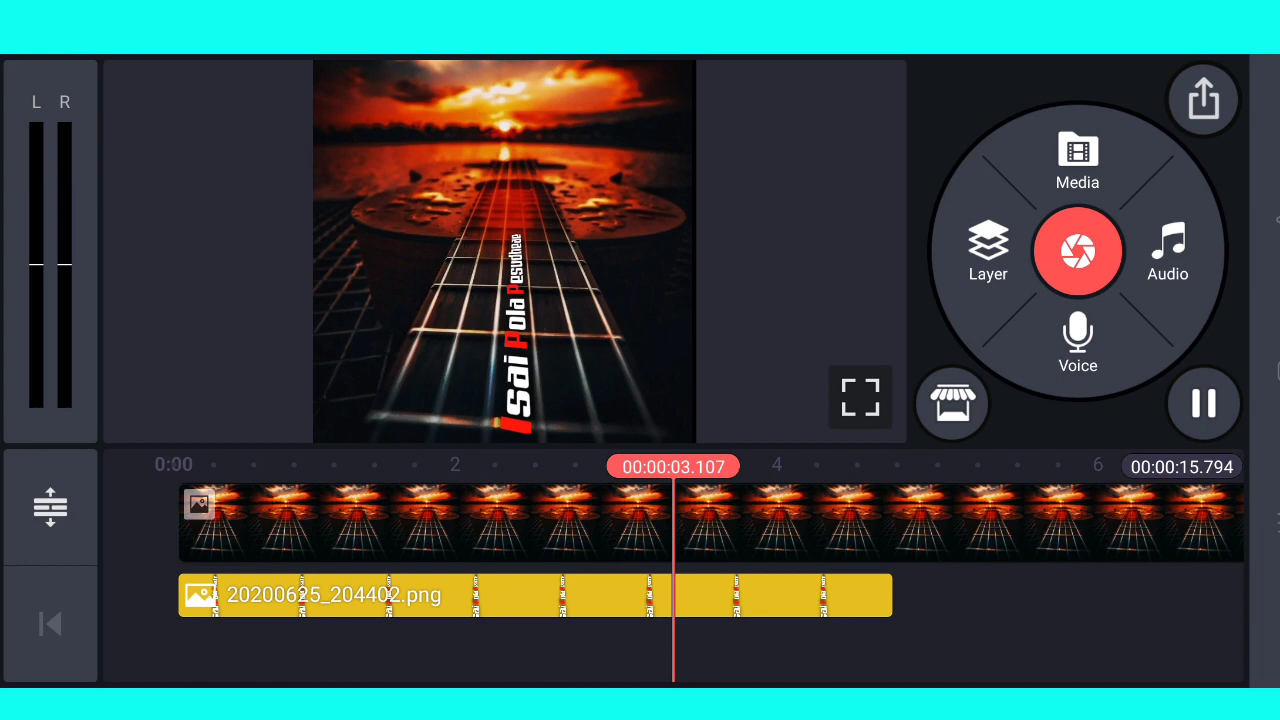 L R
Media
Layer
Audio
Voice
Isai Pola Pesudheae
0:00 2 00:00:03.107 4 6 00:00:15.794
20200625_204402.png